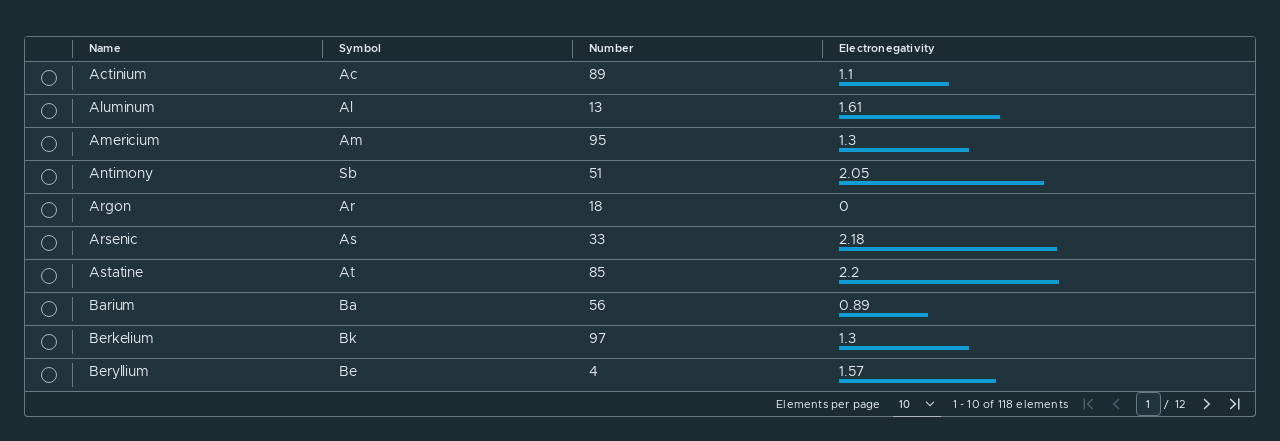 Name Symbol Number Electronegativity
Actinium Ac 89 1.1
Aluminum Al 13 1.61
Americium Am 95 1.3
Antimony Sb 51 2.05
Argon Ar 18 0
Arsenic As 33 2.18
Astatine At 85 2.2
Barium Ba 56 0.89
Berkelium Bk 97 1.3
Beryllium Be 4 1.57
Elements per page 10 1 - 10 of 118 elements 1 / 12